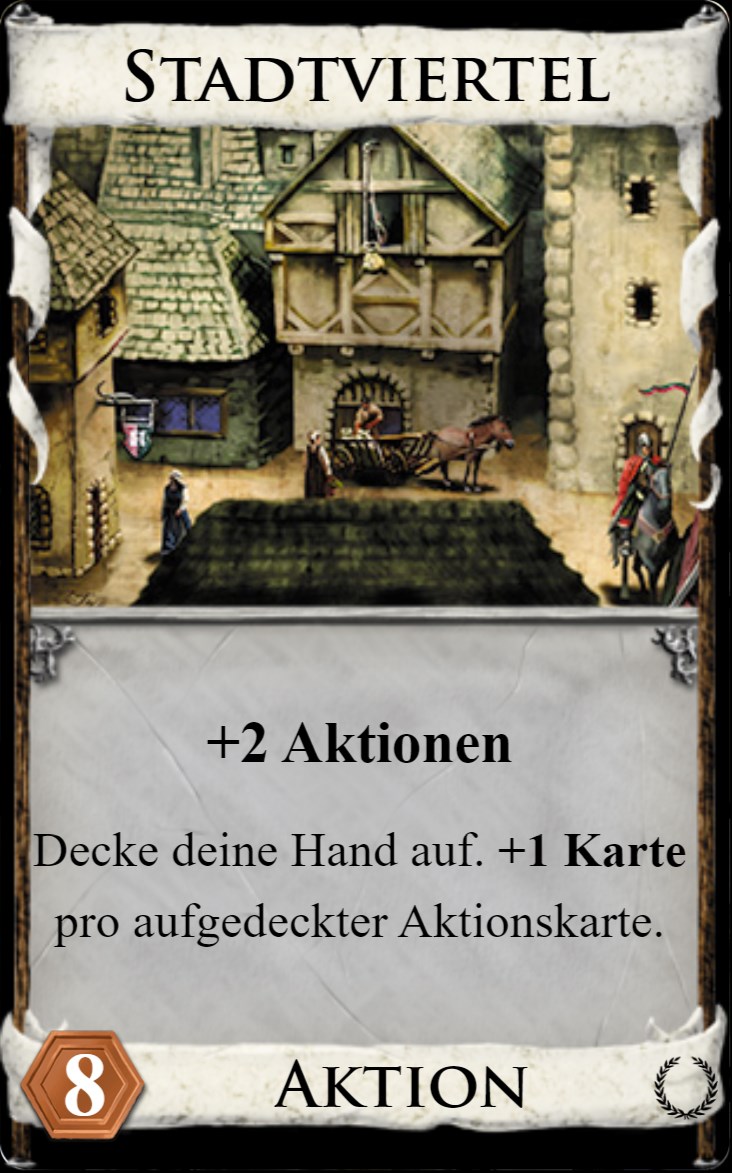 Stadtviertel
+2 Aktionen
Decke deine Hand auf. +1 Karte
pro aufgedeckter Aktionskarte.
8
Aktion